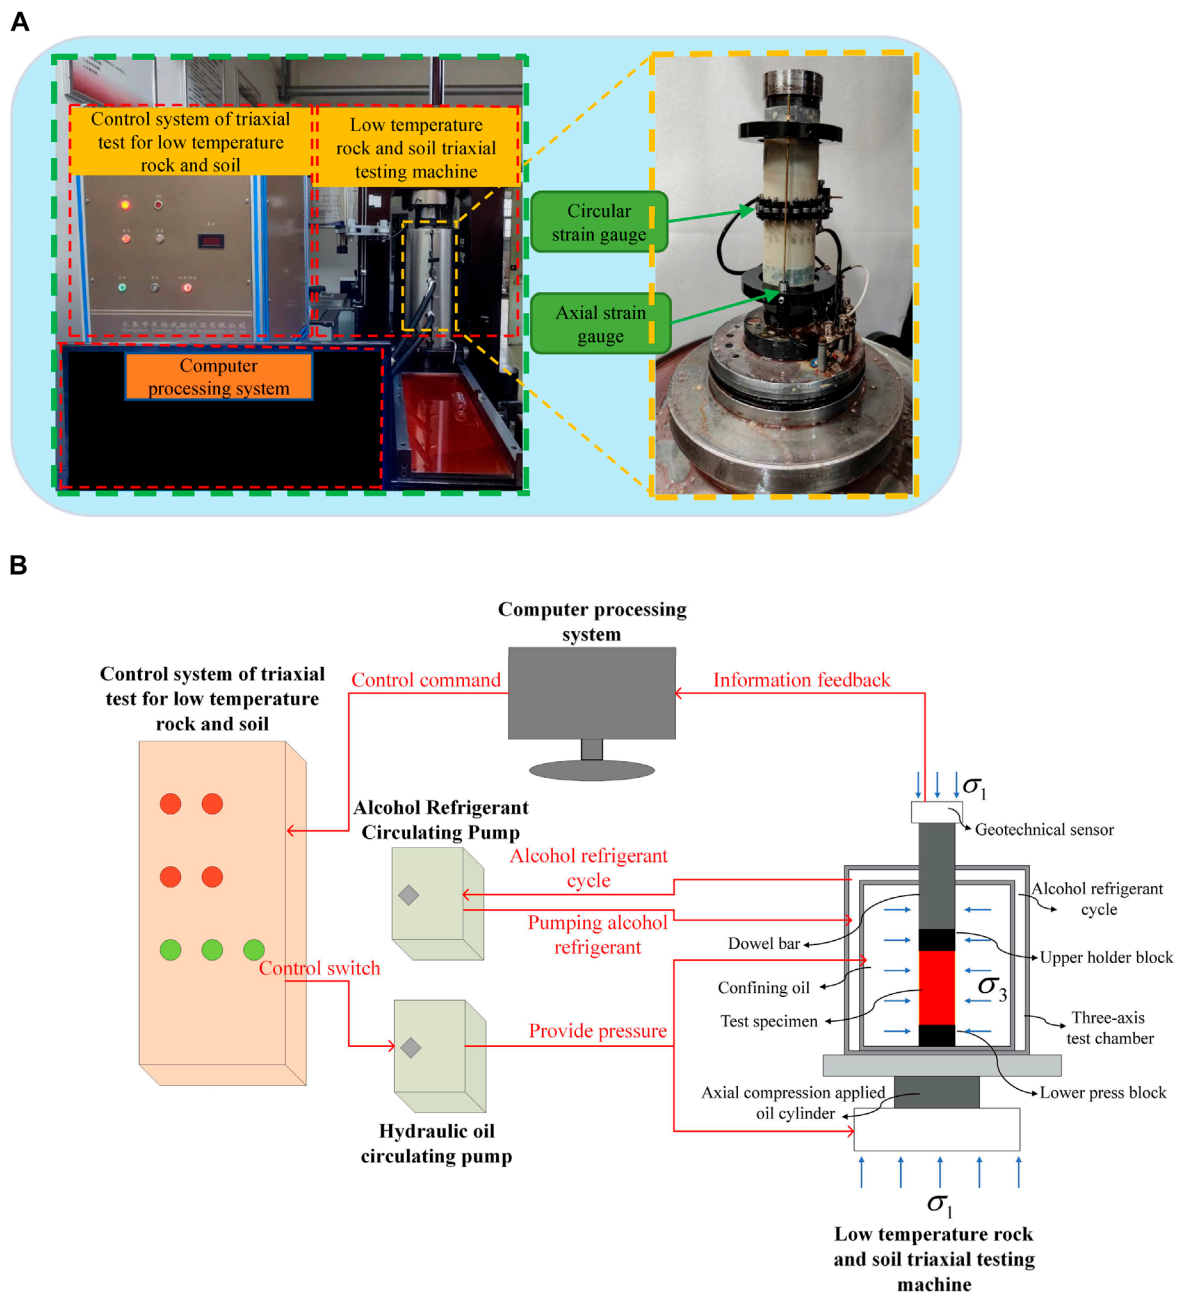 A
Control system of triaxial
test for low temperature
rock and soil
Low temperature
rock and soil triaxial
testing machine
Circular
strain gauge
Axial strain
gauge
Computer
processing system
B
Computer processing
system
Control system of triaxial
test for low temperature
rock and soil
Control command
Information feedback
σ1
Geotechnical sensor
Alcohol Refrigerant
Circulating Pump
Alcohol refrigerant
cycle
Pumping alcohol
refrigerant
Alcohol refrigerant
cycle
Dowel bar
Upper holder block
Control switch
Confining oil
σ3
Test specimen
Provide pressure
Three-axis
test chamber
Axial compression applied
oil cylinder
Lower press block
Hydraulic oil
circulating pump
σ1
Low temperature rock
and soil triaxial testing
machine